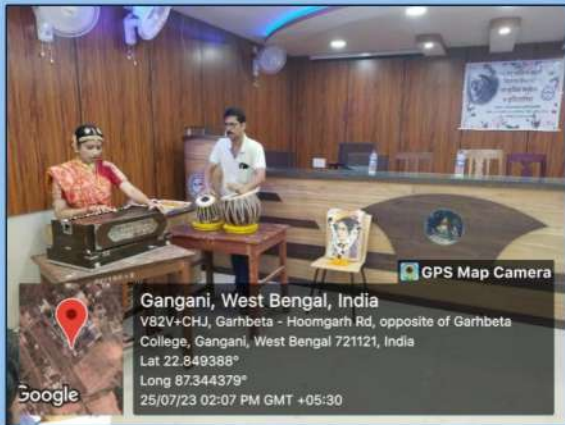 GPS Map Camera
Gangani, West Bengal, India
V82V+CHJ, Garhbeta - Hoomgarh Rd, opposite of Garhbeta
College, Gangani, West Bengal 721121, India
Lat 22.849388°
Long 87.344379°
25/07/23 02:07 PM GMT +05:30
Google